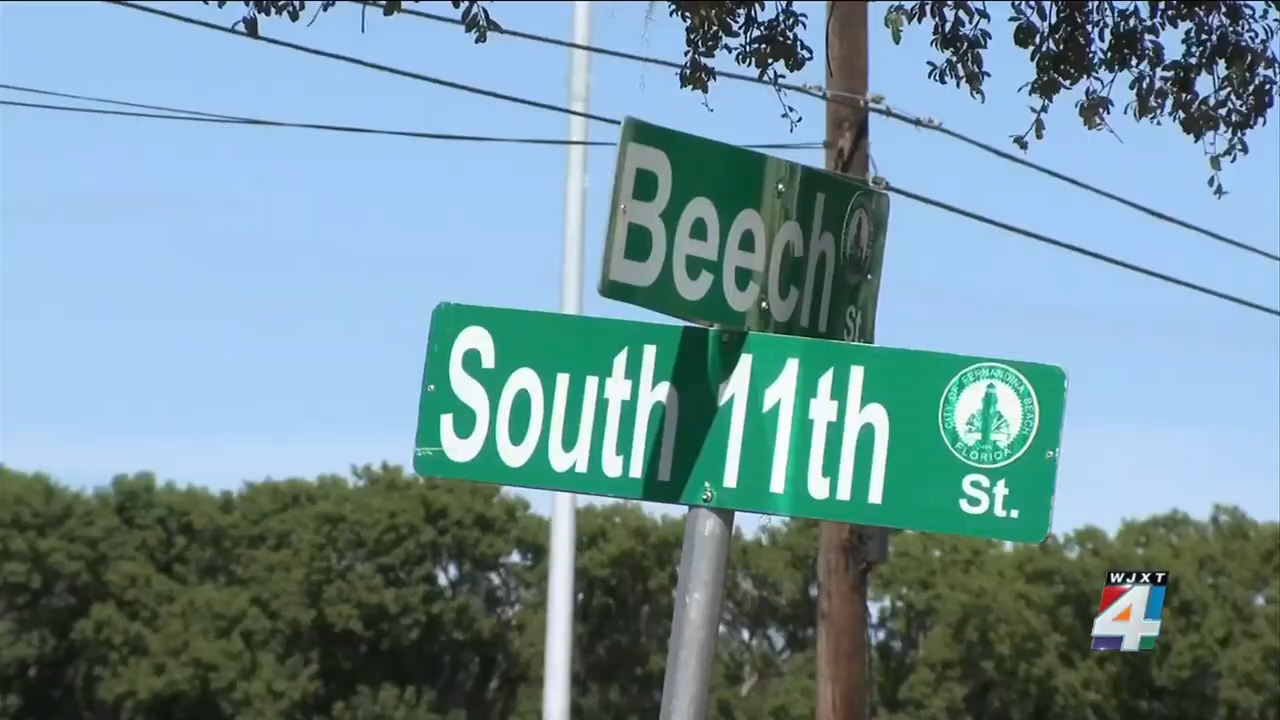 Beech
St.
South 11th
CITY OF FERNANDINA BEACH
FLORIDA
St.
WJXT
4